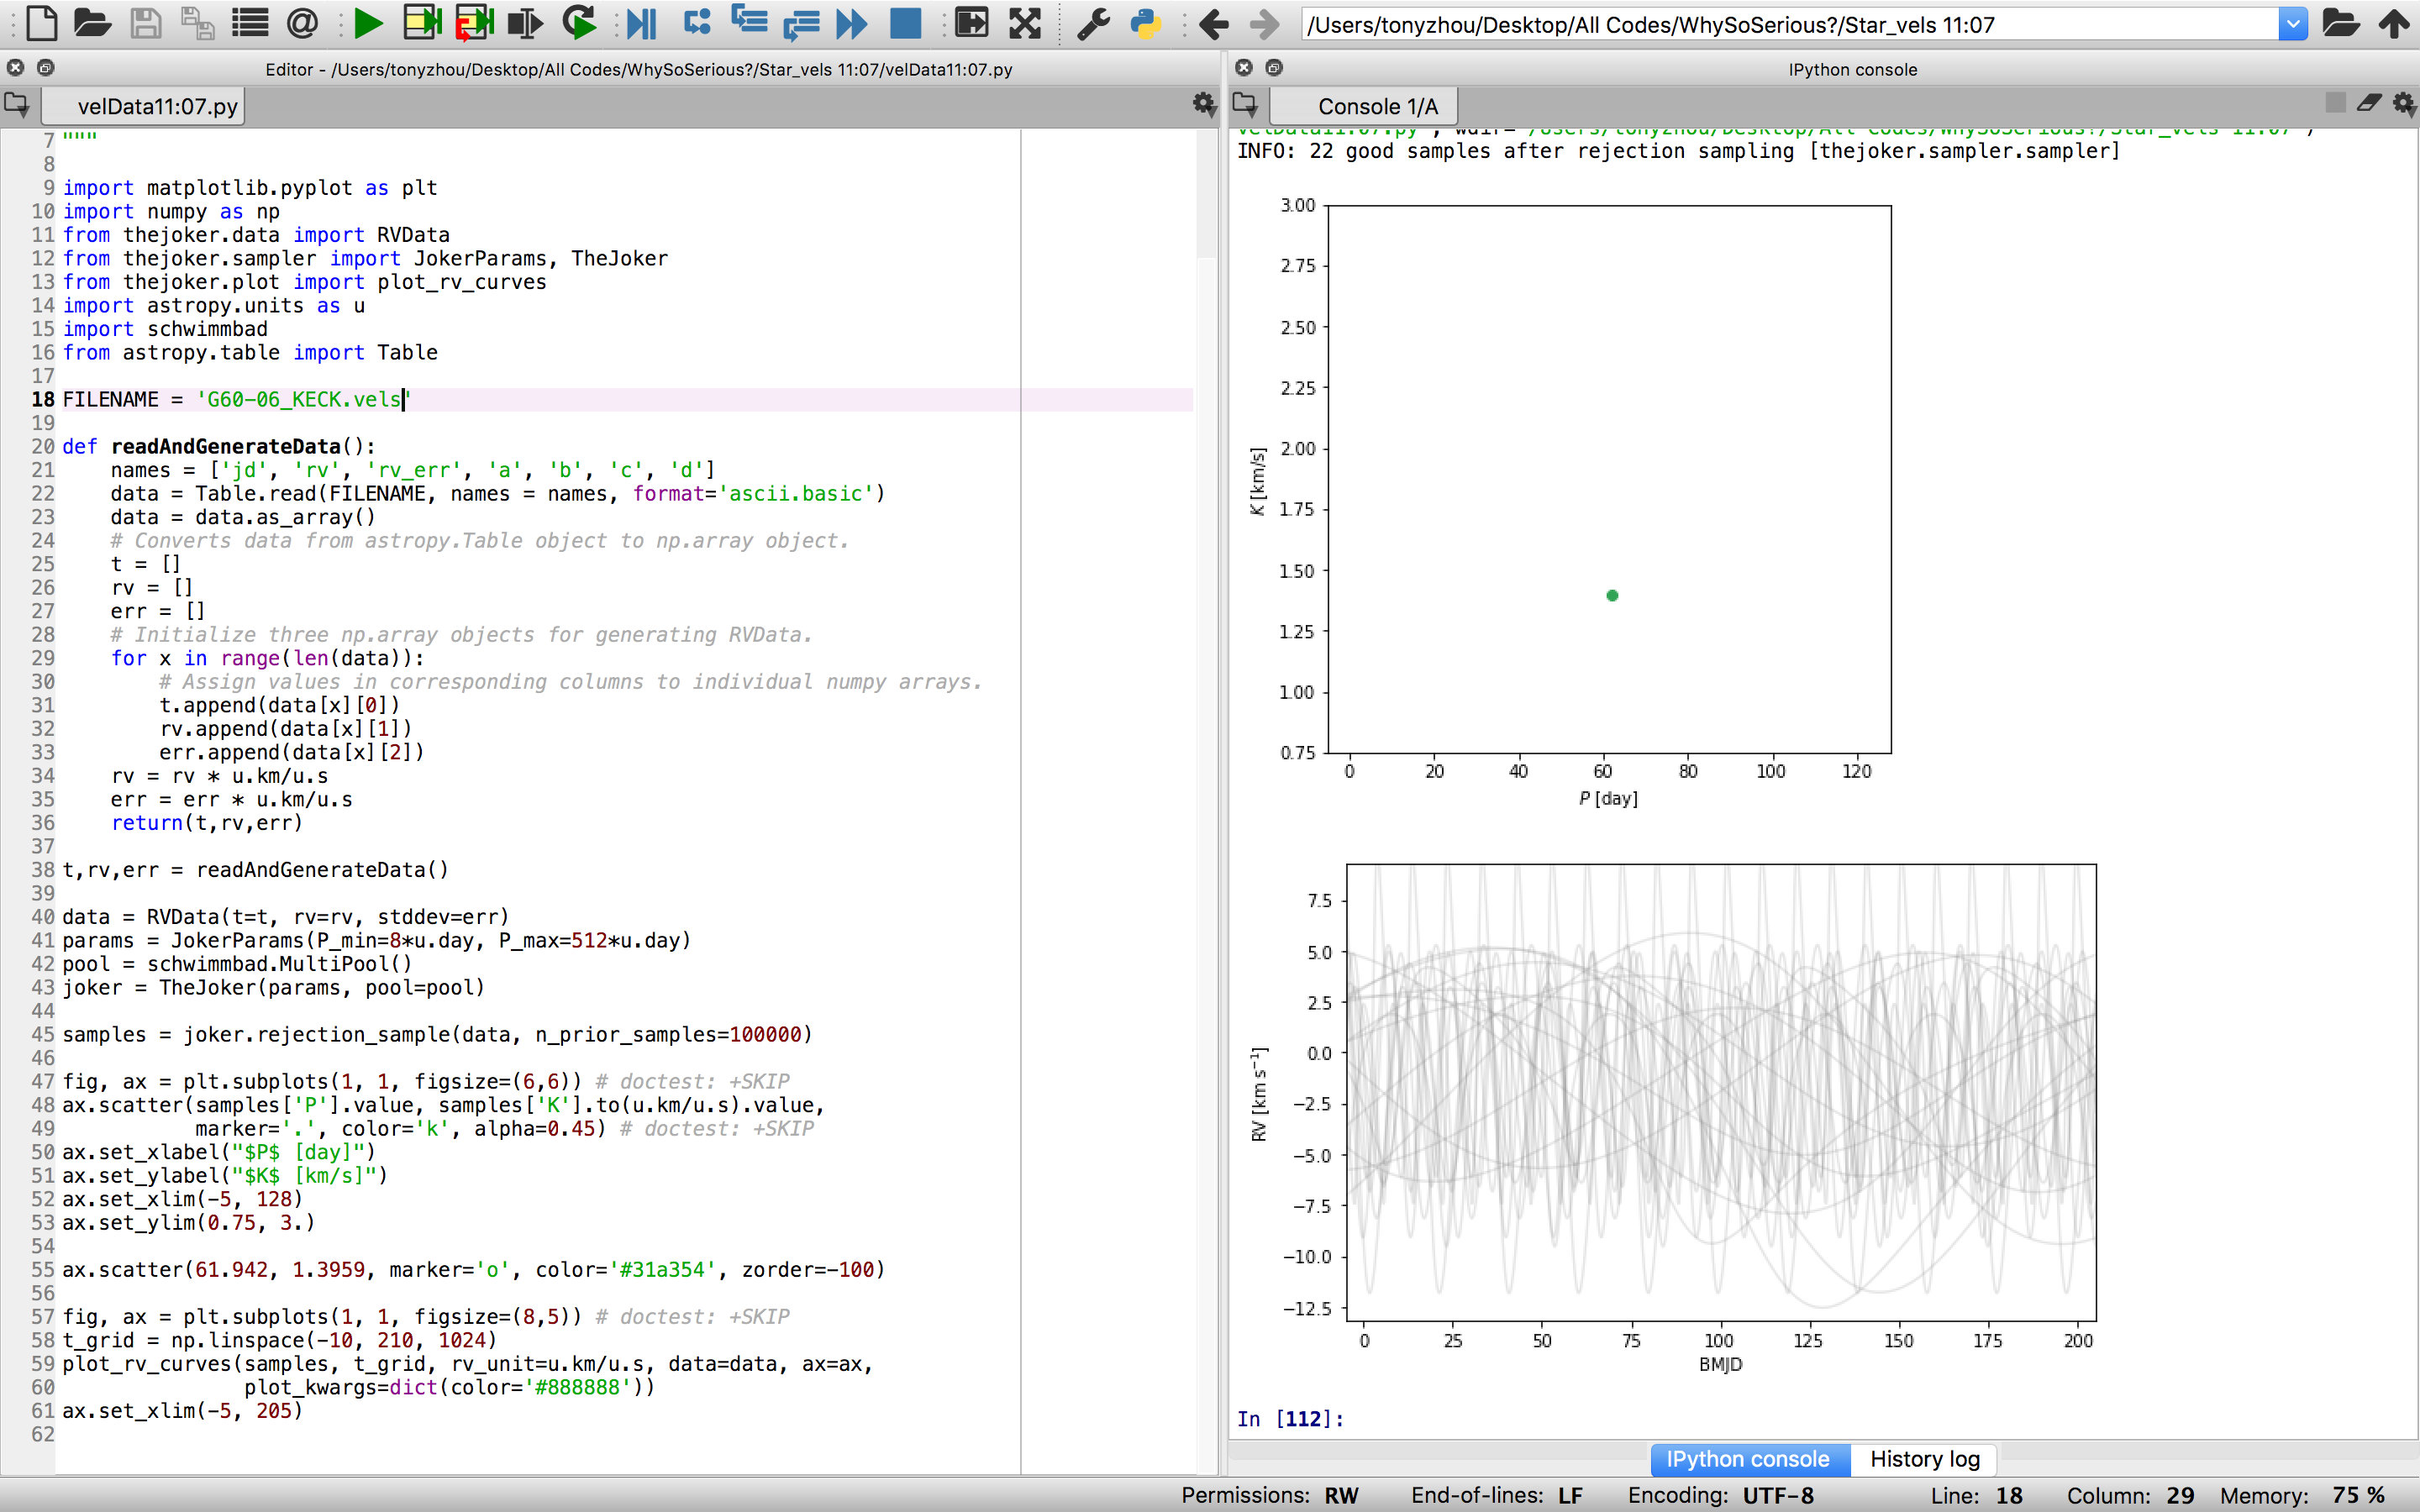 /Users/tonyzhou/Desktop/All Codes/WhySoSerious?/Star_vels 11:07
Editor - /Users/tonyzhou/Desktop/All Codes/WhySoSerious?/Star_vels 11:07/velData11:07.py
velData11:07.py
7 """
8
9 import matplotlib.pyplot as plt
10 import numpy as np
11 from thejoker.data import RVData
12 from thejoker.sampler import JokerParams, TheJoker
13 from thejoker.plot import plot_rv_curves
14 import astropy.units as u
15 import schwimmbad
16 from astropy.table import Table
17
18 FILENAME = 'G60-06_KECK.vels'
19
20 def readAndGenerateData():
21     names = ['jd', 'rv', 'rv_err', 'a', 'b', 'c', 'd']
22     data = Table.read(FILENAME, names = names, format='ascii.basic')
23     data = data.as_array()
24     # Converts data from astropy.Table object to np.array object.
25     t = []
26     rv = []
27     err = []
28     # Initialize three np.array objects for generating RVData.
29     for x in range(len(data)):
30         # Assign values in corresponding columns to individual numpy arrays.
31         t.append(data[x][0])
32         rv.append(data[x][1])
33         err.append(data[x][2])
34     rv = rv * u.km/u.s
35     err = err * u.km/u.s
36     return(t,rv,err)
37
38 t,rv,err = readAndGenerateData()
39
40 data = RVData(t=t, rv=rv, stddev=err)
41 params = JokerParams(P_min=8*u.day, P_max=512*u.day)
42 pool = schwimmbad.MultiPool()
43 joker = TheJoker(params, pool=pool)
44
45 samples = joker.rejection_sample(data, n_prior_samples=100000)
46
47 fig, ax = plt.subplots(1, 1, figsize=(6,6)) # doctest: +SKIP
48 ax.scatter(samples['P'].value, samples['K'].to(u.km/u.s).value,
49            marker='.', color='k', alpha=0.45) # doctest: +SKIP
50 ax.set_xlabel("$P$ [day]")
51 ax.set_ylabel("$K$ [km/s]")
52 ax.set_xlim(-5, 128)
53 ax.set_ylim(0.75, 3.)
54
55 ax.scatter(61.942, 1.3959, marker='o', color='#31a354', zorder=-100)
56
57 fig, ax = plt.subplots(1, 1, figsize=(8,5)) # doctest: +SKIP
58 t_grid = np.linspace(-10, 210, 1024)
59 plot_rv_curves(samples, t_grid, rv_unit=u.km/u.s, data=data, ax=ax,
60                plot_kwargs=dict(color='#888888'))
61 ax.set_xlim(-5, 205)
62
IPython console
Console 1/A
velData11:07.py', wdir='/Users/tonyzhou/Desktop/All Codes/WhySoSerious?/Star_vels 11:07')
INFO: 22 good samples after rejection sampling [thejoker.sampler.sampler]
3.00
2.75
2.50
2.25
2.00
1.75
1.50
1.25
1.00
0.75
K [km/s]
0 20 40 60 80 100 120
P [day]
7.5
5.0
2.5
0.0
−2.5
−5.0
−7.5
−10.0
−12.5
RV [km s⁻¹]
0 25 50 75 100 125 150 175 200
BMJD
In [112]:
IPython console
History log
Permissions: RW End-of-lines: LF Encoding: UTF-8 Line: 18 Column: 29 Memory: 75 %